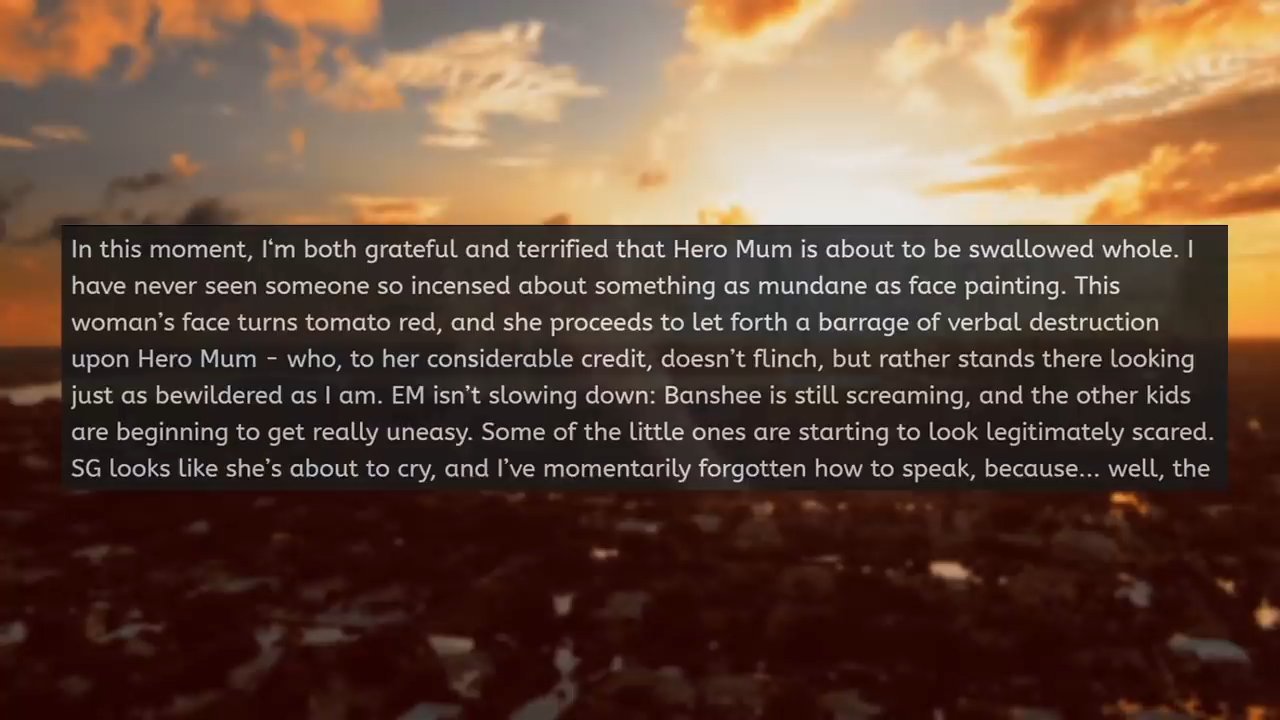 In this moment, I‘m both grateful and terrified that Hero Mum is about to be swallowed whole. I
have never seen someone so incensed about something as mundane as face painting. This
woman’s face turns tomato red, and she proceeds to let forth a barrage of verbal destruction
upon Hero Mum - who, to her considerable credit, doesn’t flinch, but rather stands there looking
just as bewildered as I am. EM isn’t slowing down: Banshee is still screaming, and the other kids
are beginning to get really uneasy. Some of the little ones are starting to look legitimately scared.
SG looks like she’s about to cry, and I’ve momentarily forgotten how to speak, because... well, the